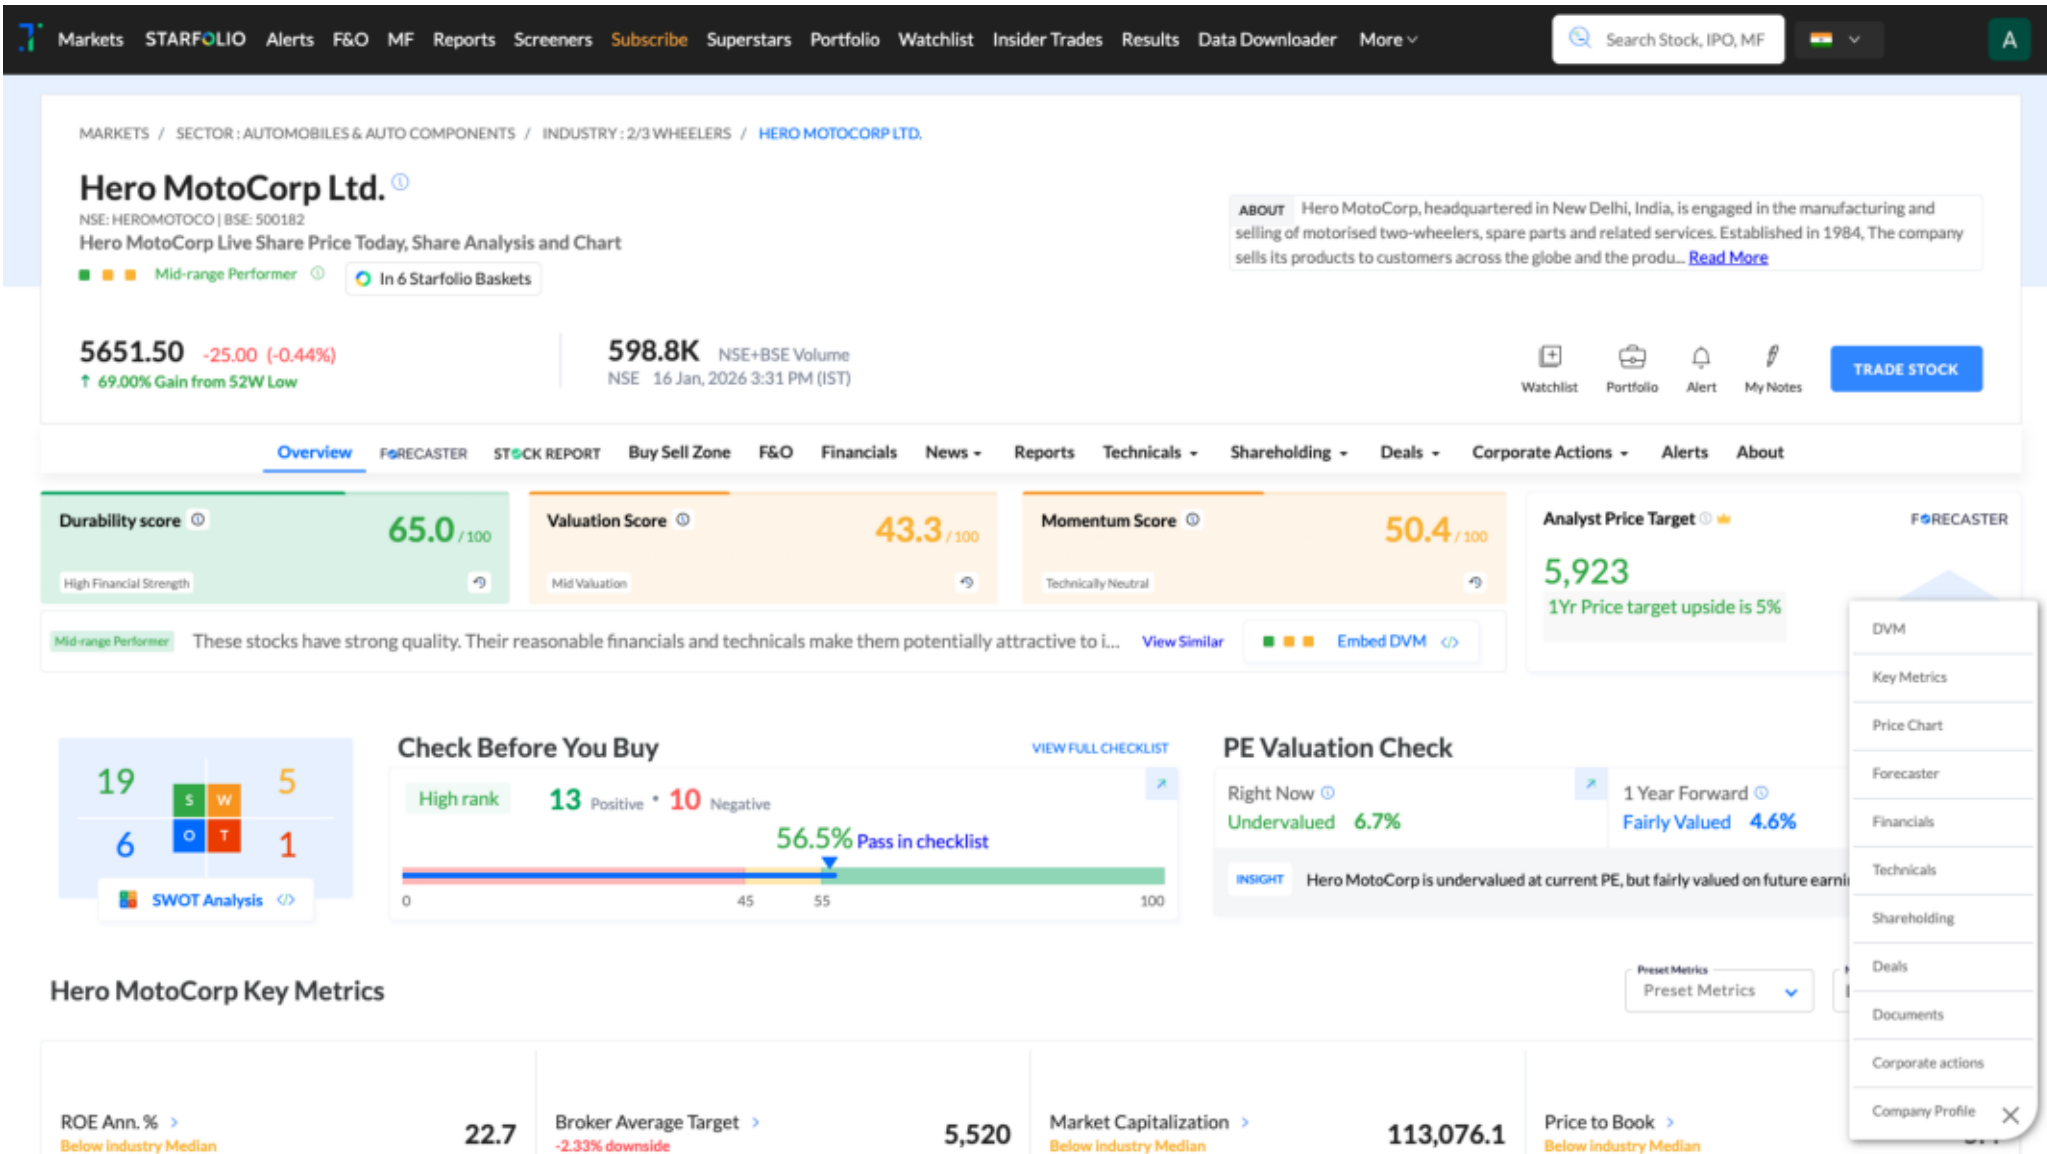 Markets STARFOLIO Alerts F&O MF Reports Screeners Subscribe Superstars Portfolio Watchlist Insider Trades Results Data Downloader More Search Stock, IPO, MF A
MARKETS / SECTOR : AUTOMOBILES & AUTO COMPONENTS / INDUSTRY : 2/3 WHEELERS / HERO MOTOCORP LTD.
Hero MotoCorp Ltd.
NSE: HEROMOTOCO | BSE: 500182
Hero MotoCorp Live Share Price Today, Share Analysis and Chart
Mid-range Performer In 6 Starfolio Baskets
ABOUT Hero MotoCorp, headquartered in New Delhi, India, is engaged in the manufacturing and
selling of motorised two-wheelers, spare parts and related services. Established in 1984, The company
sells its products to customers across the globe and the produ... Read More
5651.50 -25.00 (-0.44%)
↑ 69.00% Gain from 52W Low
598.8K NSE+BSE Volume
NSE 16 Jan, 2026 3:31 PM (IST)
Watchlist Portfolio Alert My Notes TRADE STOCK
Overview FORECASTER STOCK REPORT Buy Sell Zone F&O Financials News Reports Technicals Shareholding Deals Corporate Actions Alerts About
Durability score 65.0 / 100
High Financial Strength
Valuation Score 43.3 / 100
Mid Valuation
Momentum Score 50.4 / 100
Technically Neutral
Analyst Price Target FORECASTER
5,923
1Yr Price target upside is 5%
Mid-range Performer These stocks have strong quality. Their reasonable financials and technicals make them potentially attractive to i... View Similar Embed DVM </>
19 5
S W
O T
6 1
SWOT Analysis </>
Check Before You Buy VIEW FULL CHECKLIST
High rank 13 Positive • 10 Negative
56.5% Pass in checklist
0 45 55 100
PE Valuation Check
Right Now
Undervalued 6.7%
1 Year Forward
Fairly Valued 4.6%
INSIGHT Hero MotoCorp is undervalued at current PE, but fairly valued on future
Hero MotoCorp Key Metrics
Preset Metrics
Preset Metrics
ROE Ann. % 22.7
Below industry Median
Broker Average Target 5,520
-2.33% downside
Market Capitalization 113,076.1
Below industry Median
Price to Book
Below industry Median
DVM
Key Metrics
Price Chart
Forecaster
Financials
Technicals
Shareholding
Deals
Documents
Corporate actions
Company Profile